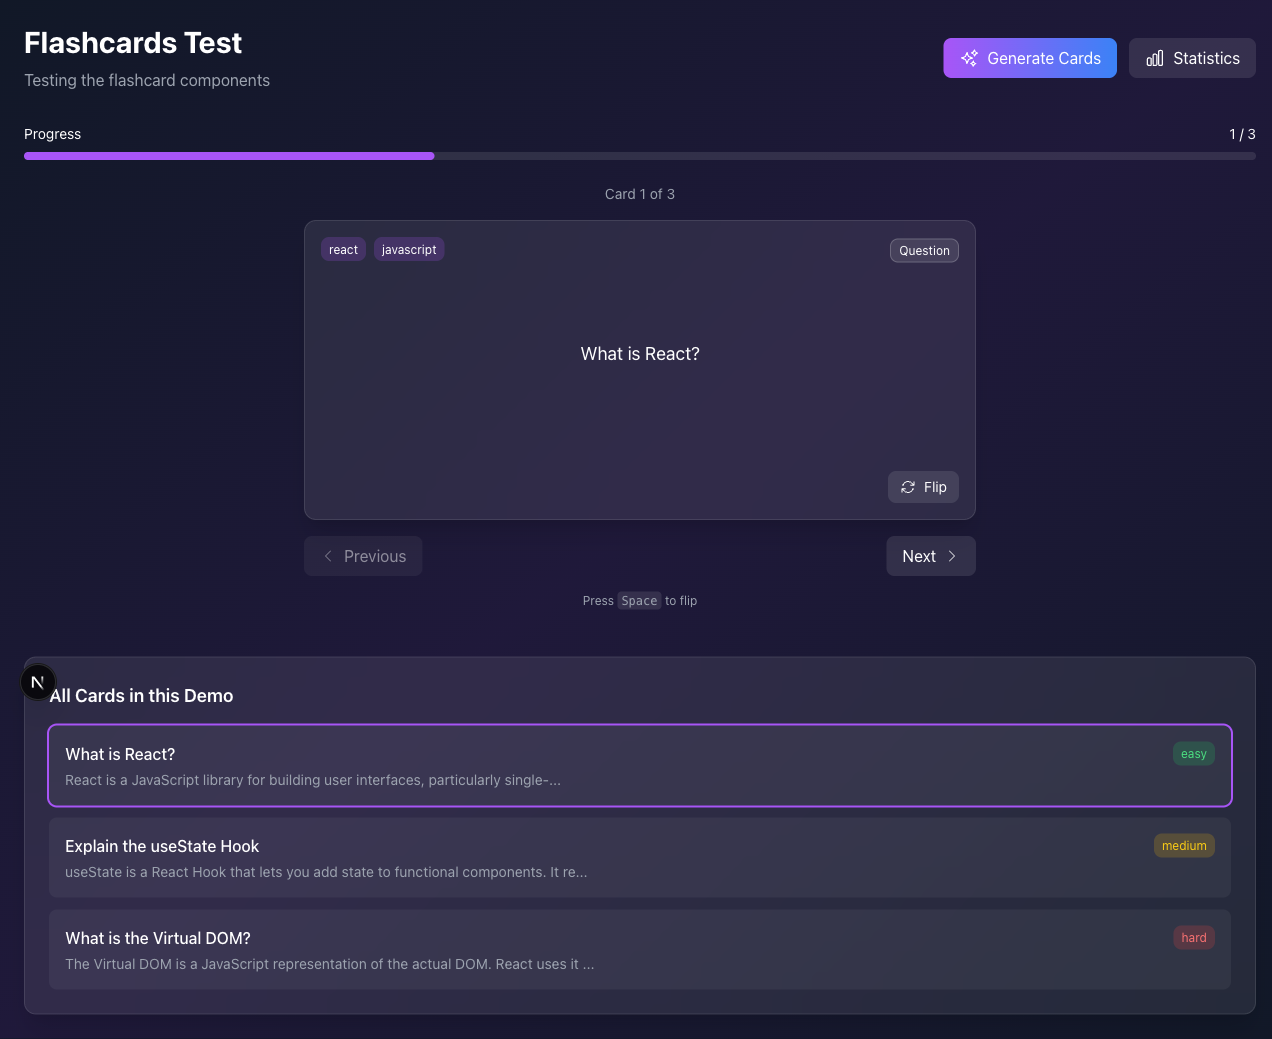 Flashcards Test
Testing the flashcard components
Generate Cards
Statistics
Progress
1 / 3
Card 1 of 3
react
javascript
Question
What is React?
Flip
Previous
Next
Press Space to flip
N
All Cards in this Demo
What is React?
easy
React is a JavaScript library for building user interfaces, particularly single-...
Explain the useState Hook
medium
useState is a React Hook that lets you add state to functional components. It re...
What is the Virtual DOM?
hard
The Virtual DOM is a JavaScript representation of the actual DOM. React uses it ...